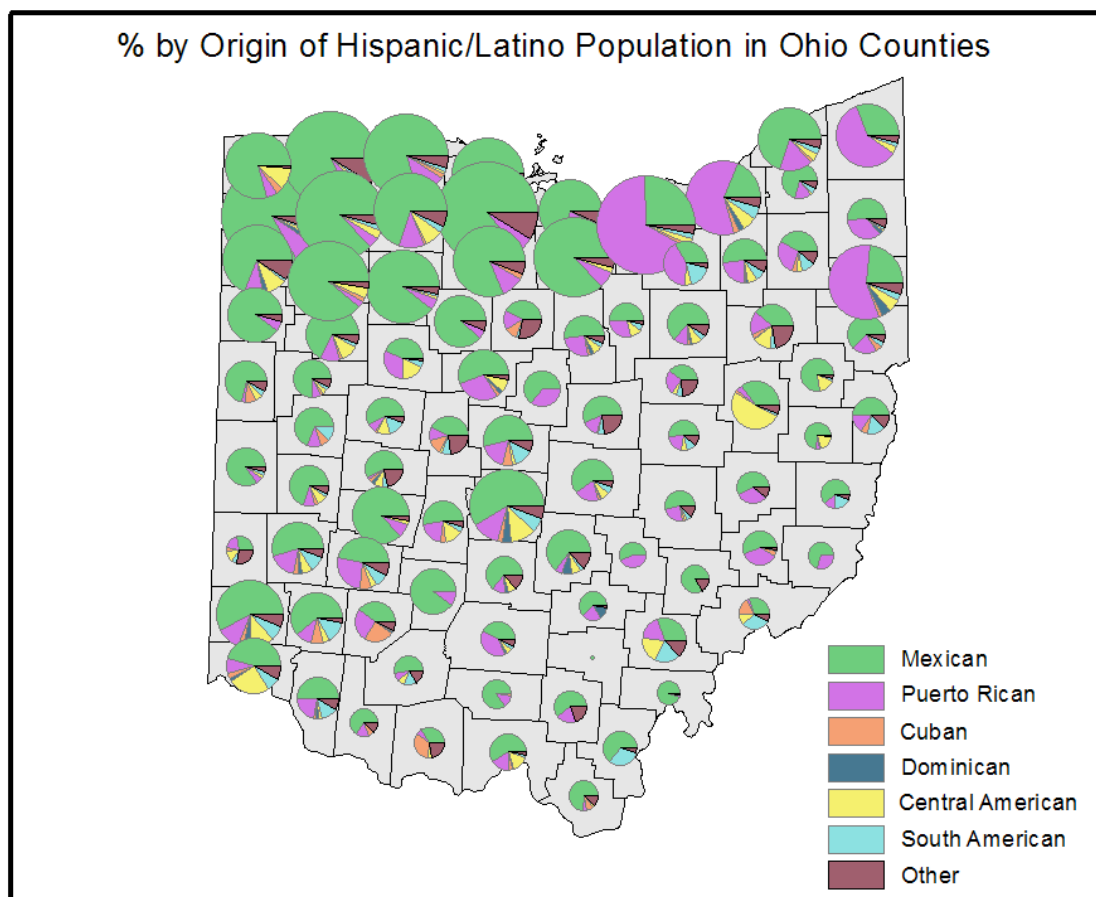 % by Origin of Hispanic/Latino Population in Ohio Counties
Mexican
Puerto Rican
Cuban
Dominican
Central American
South American
Other